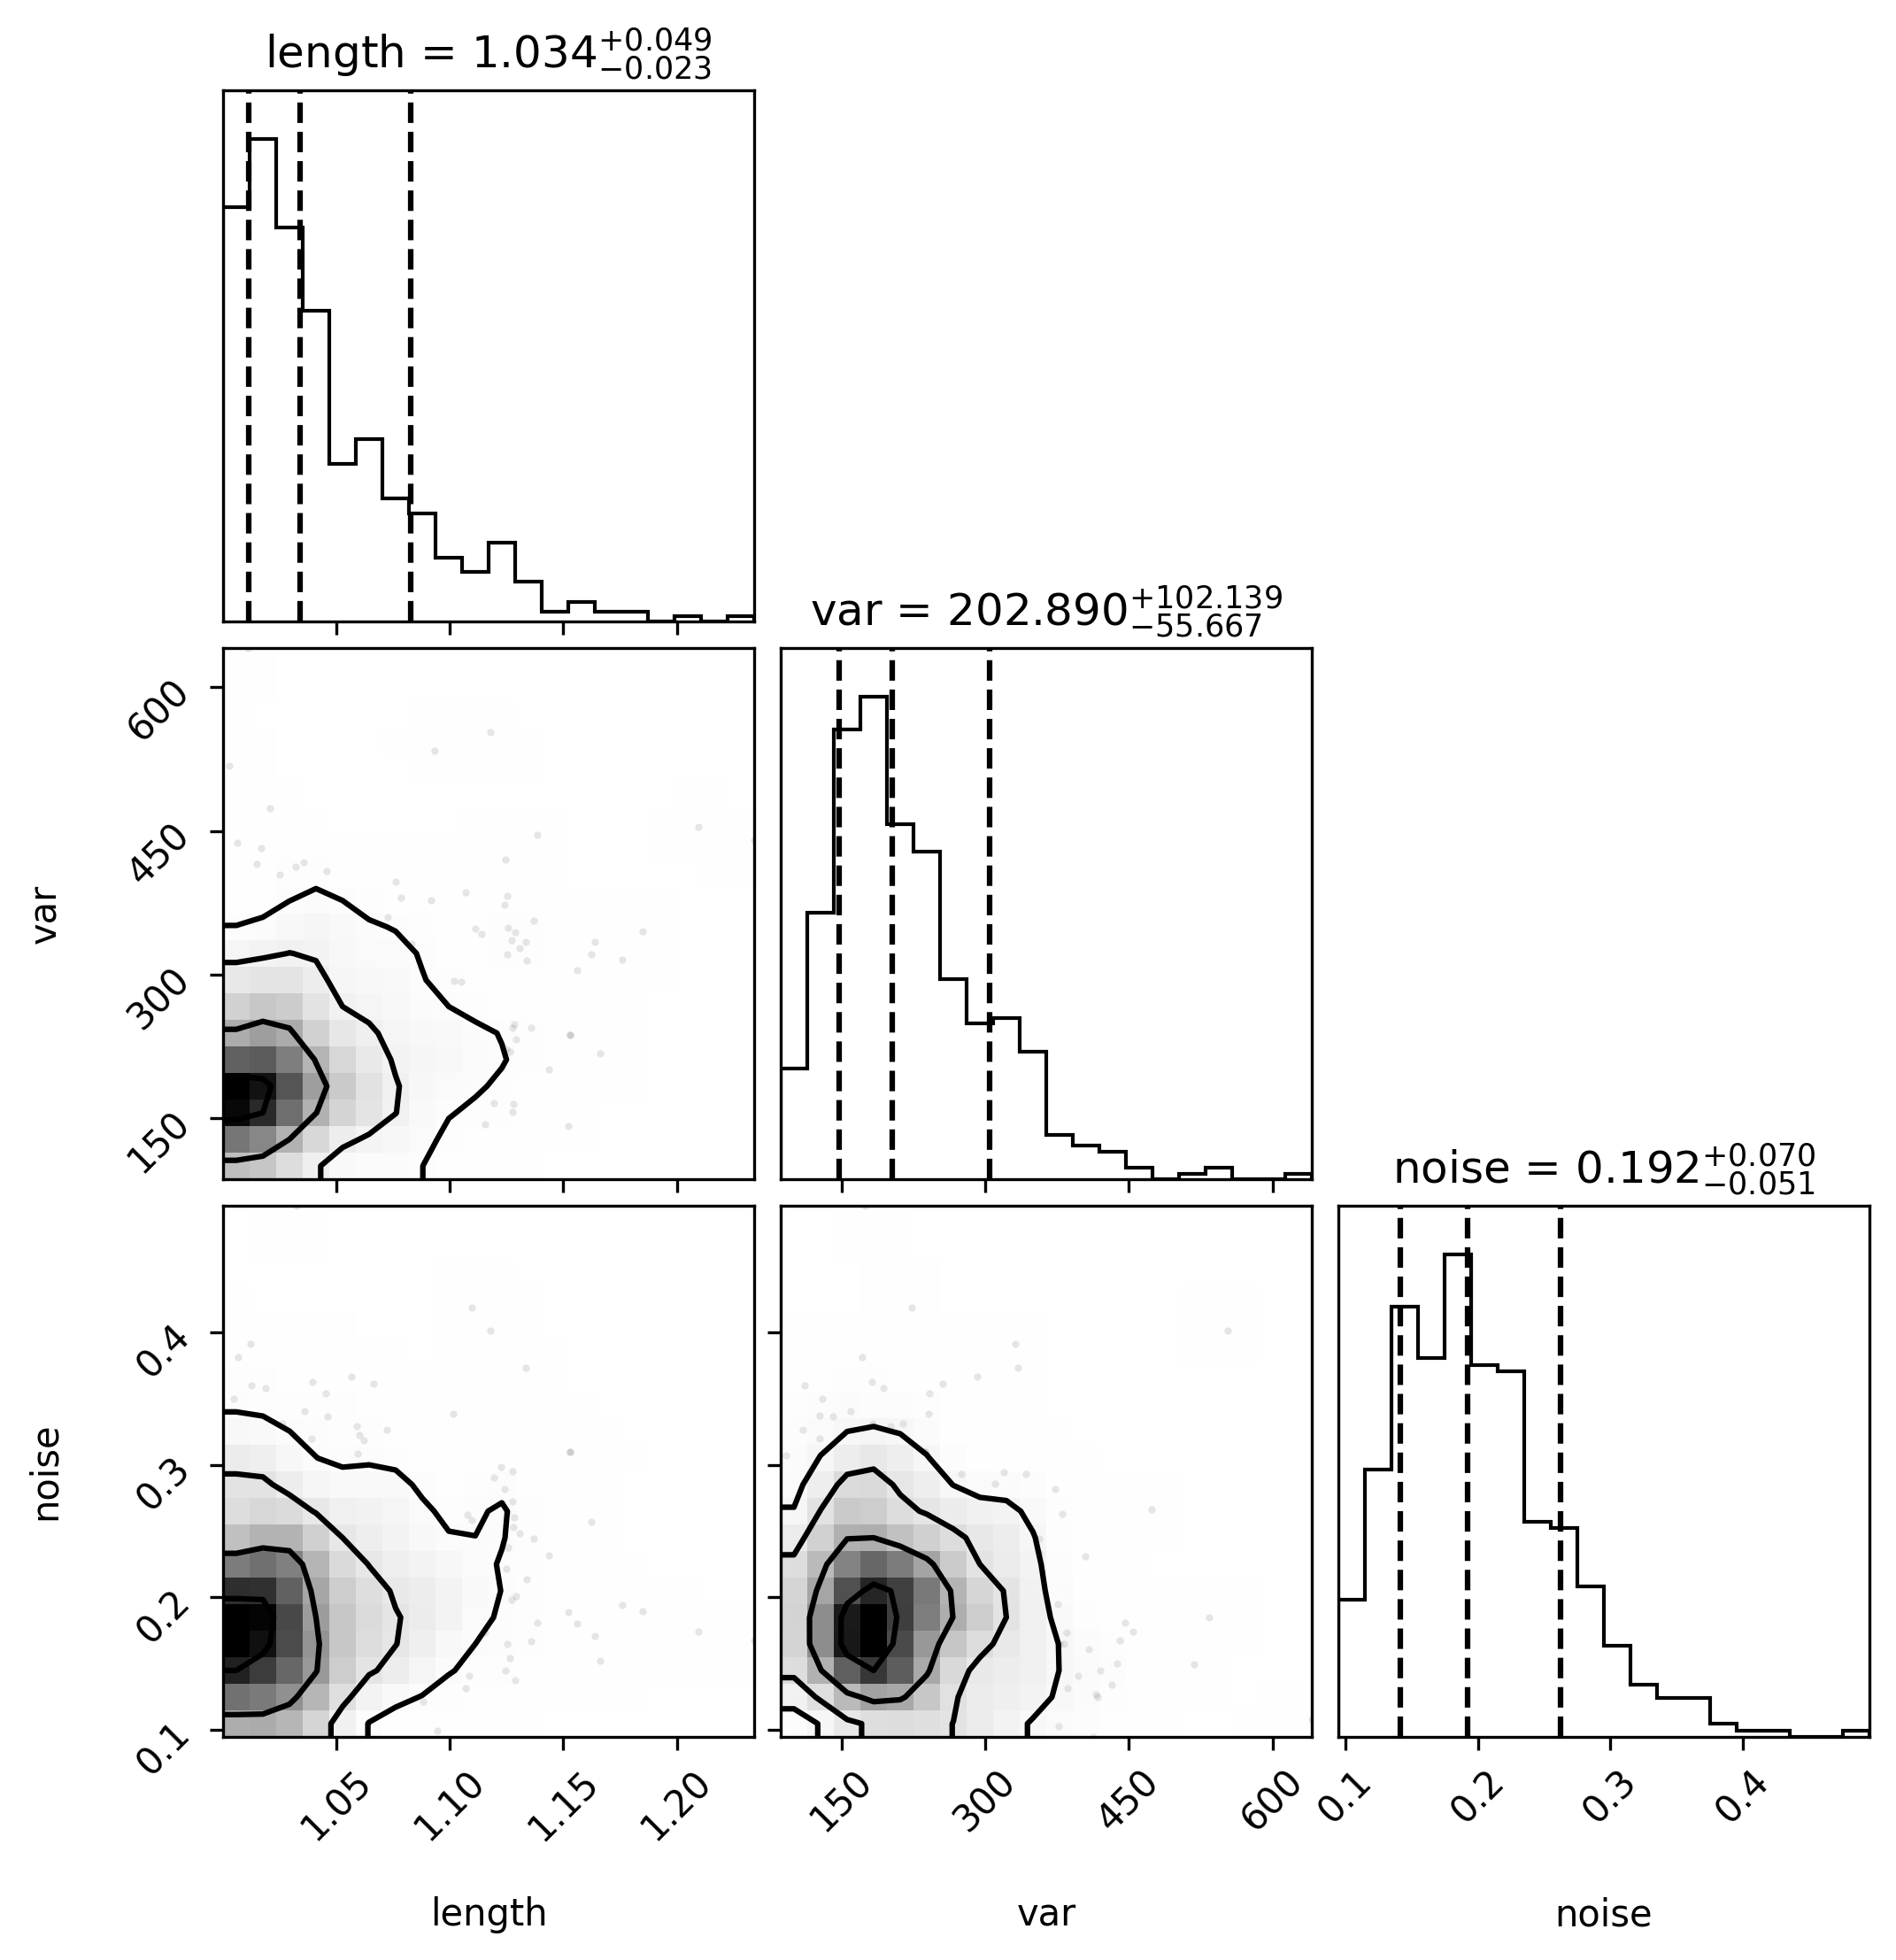 length = 1.034+0.049−0.023
var = 202.890+102.139−55.667
600
450
300
150
var
noise = 0.192+0.070−0.051
0.4
0.3
0.2
0.1
noise
1.05 1.10 1.15 1.20 150 300 450 600 0.1 0.2 0.3 0.4
length var noise